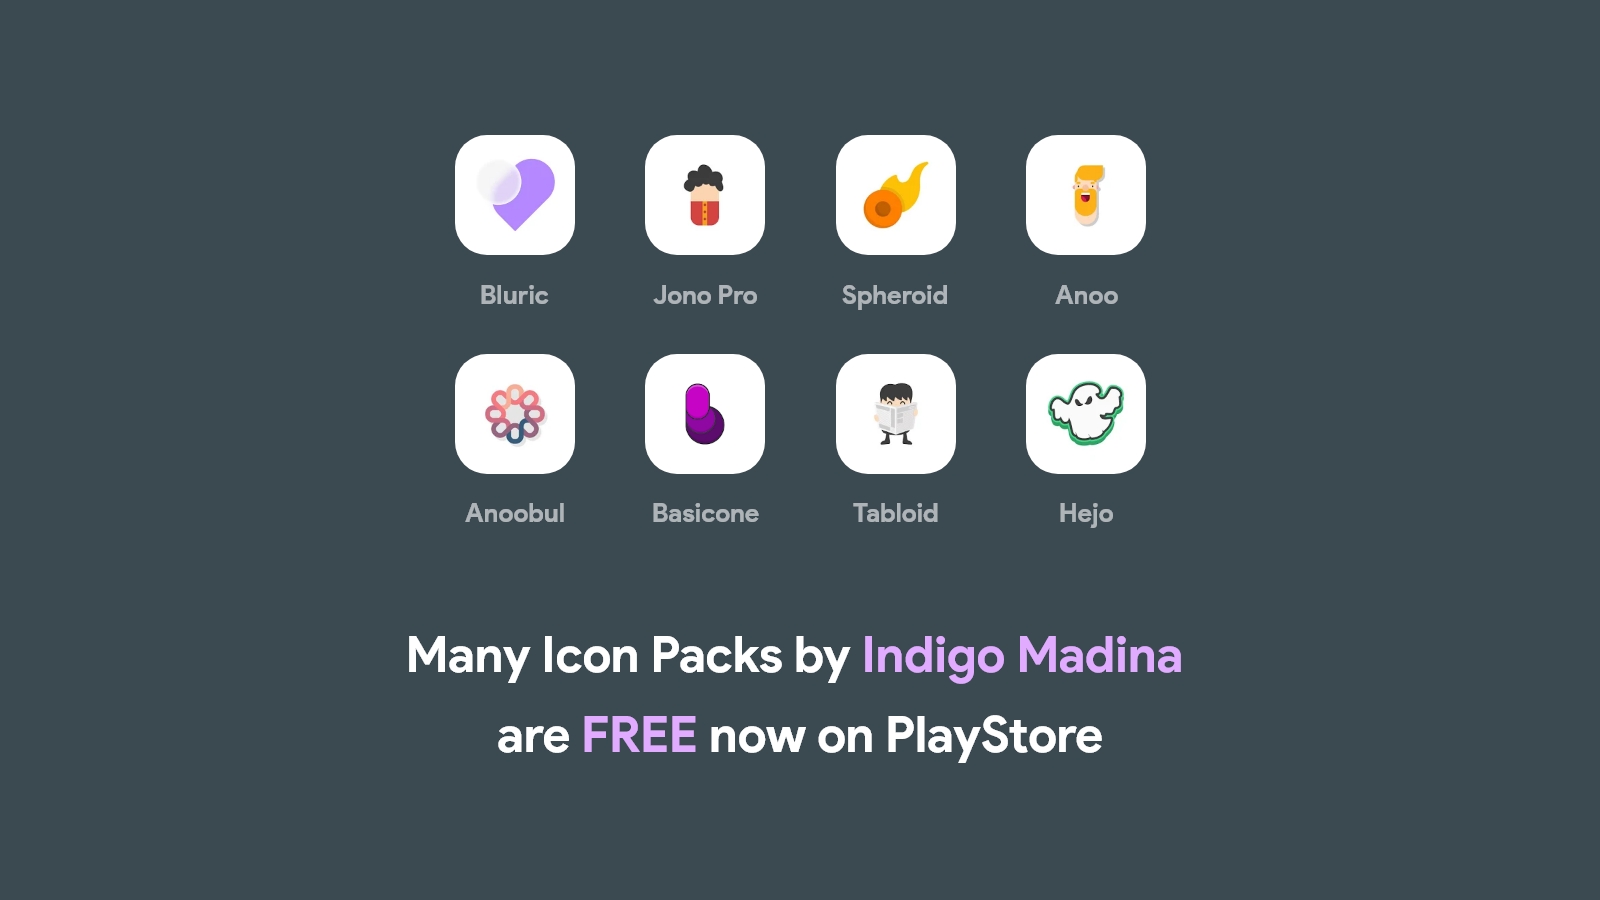 Bluric Jono Pro Spheroid Anoo
Anoobul Basicone Tabloid Hejo
Many Icon Packs by Indigo Madina
are FREE now on PlayStore